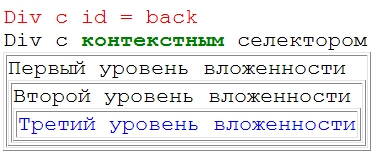 Div с id = back
Div с контекстным селектором
Первый уровень вложенности
Второй уровень вложенности
Третий уровень вложенности